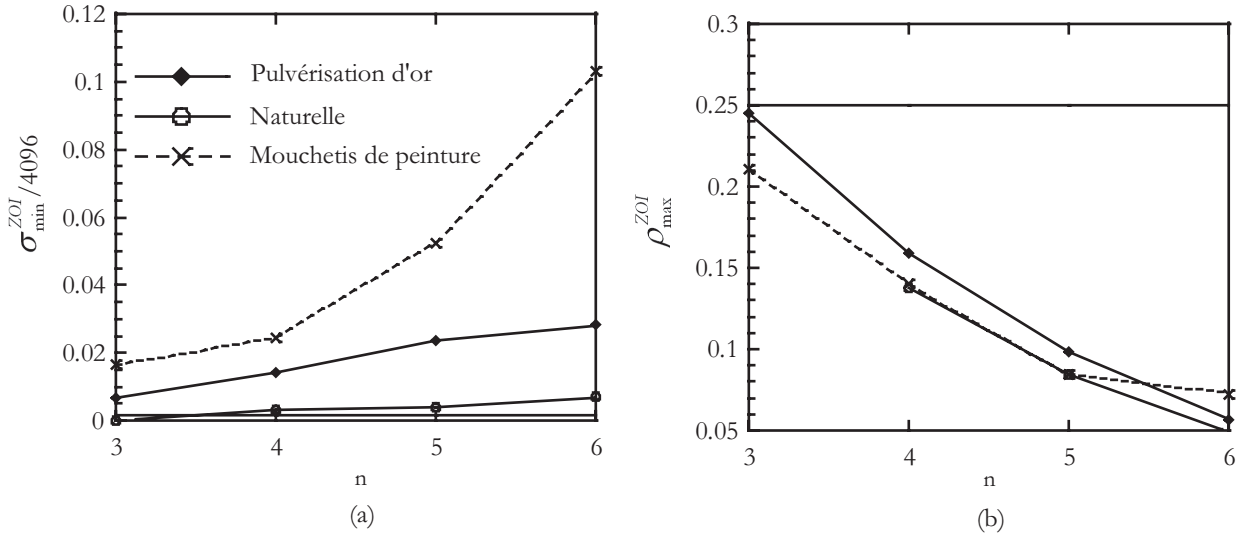 0.12
0.1
0.08
0.06
0.04
0.02
0
σ_min^ZOI/4096
Pulvérisation d'or
Naturelle
Mouchetis de peinture
3 4 5 6
n
(a)
0.3
0.25
0.2
0.15
0.1
0.05
ρ_max^ZOI
3 4 5 6
n
(b)